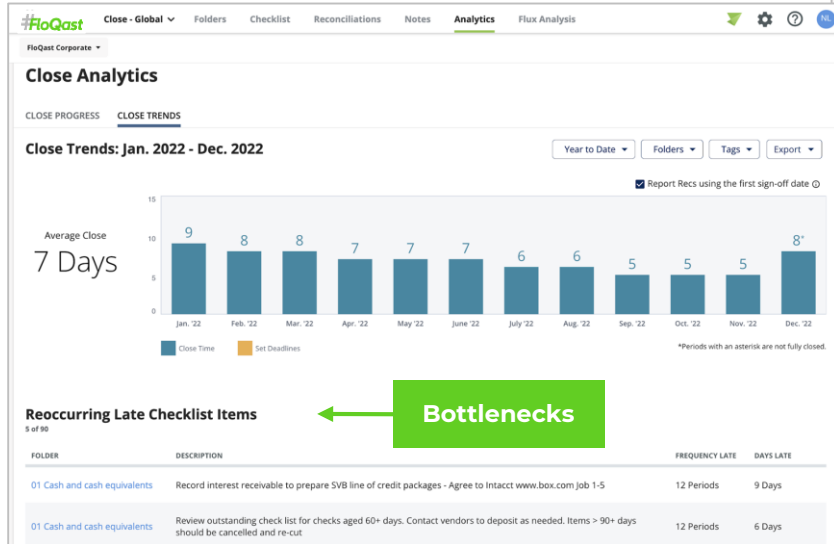 FloQast Close - Global Folders Checklist Reconciliations Notes Analytics Flux Analysis NL
FloQast Corporate
Close Analytics
CLOSE PROGRESS CLOSE TRENDS
Close Trends: Jan. 2022 - Dec. 2022 Year to Date Folders Tags Export
Report Recs using the first sign-off date
15
10
5
0
Average Close
7 Days
9 8 8 7 7 7 6 6 5 5 5 8*
Jan. '22 Feb. '22 Mar. '22 Apr. '22 May '22 June '22 July '22 Aug. '22 Sep. '22 Oct. '22 Nov. '22 Dec. '22
Close Time Set Deadlines *Periods with an asterisk are not fully closed.
Reoccurring Late Checklist Items Bottlenecks
5 of 90
FOLDER DESCRIPTION FREQUENCY LATE DAYS LATE
01 Cash and cash equivalents Record interest receivable to prepare SVB line of credit packages - Agree to Intacct www.box.com Job 1-5 12 Periods 9 Days
01 Cash and cash equivalents Review outstanding check list for checks aged 60+ days. Contact vendors to deposit as needed. Items > 90+ days 12 Periods 6 Days
should be cancelled and re-cut